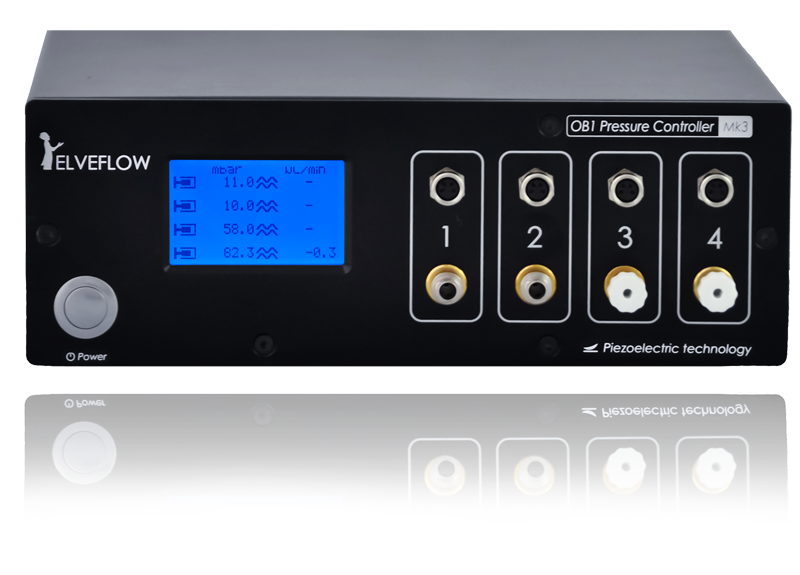 OB1 Pressure Controller Mk3
ELVEFLOW
mbar µL/min
11.0 -
10.0 -
58.0 -
82.3 -0.3
1 2 3 4
Power
Piezoelectric technology